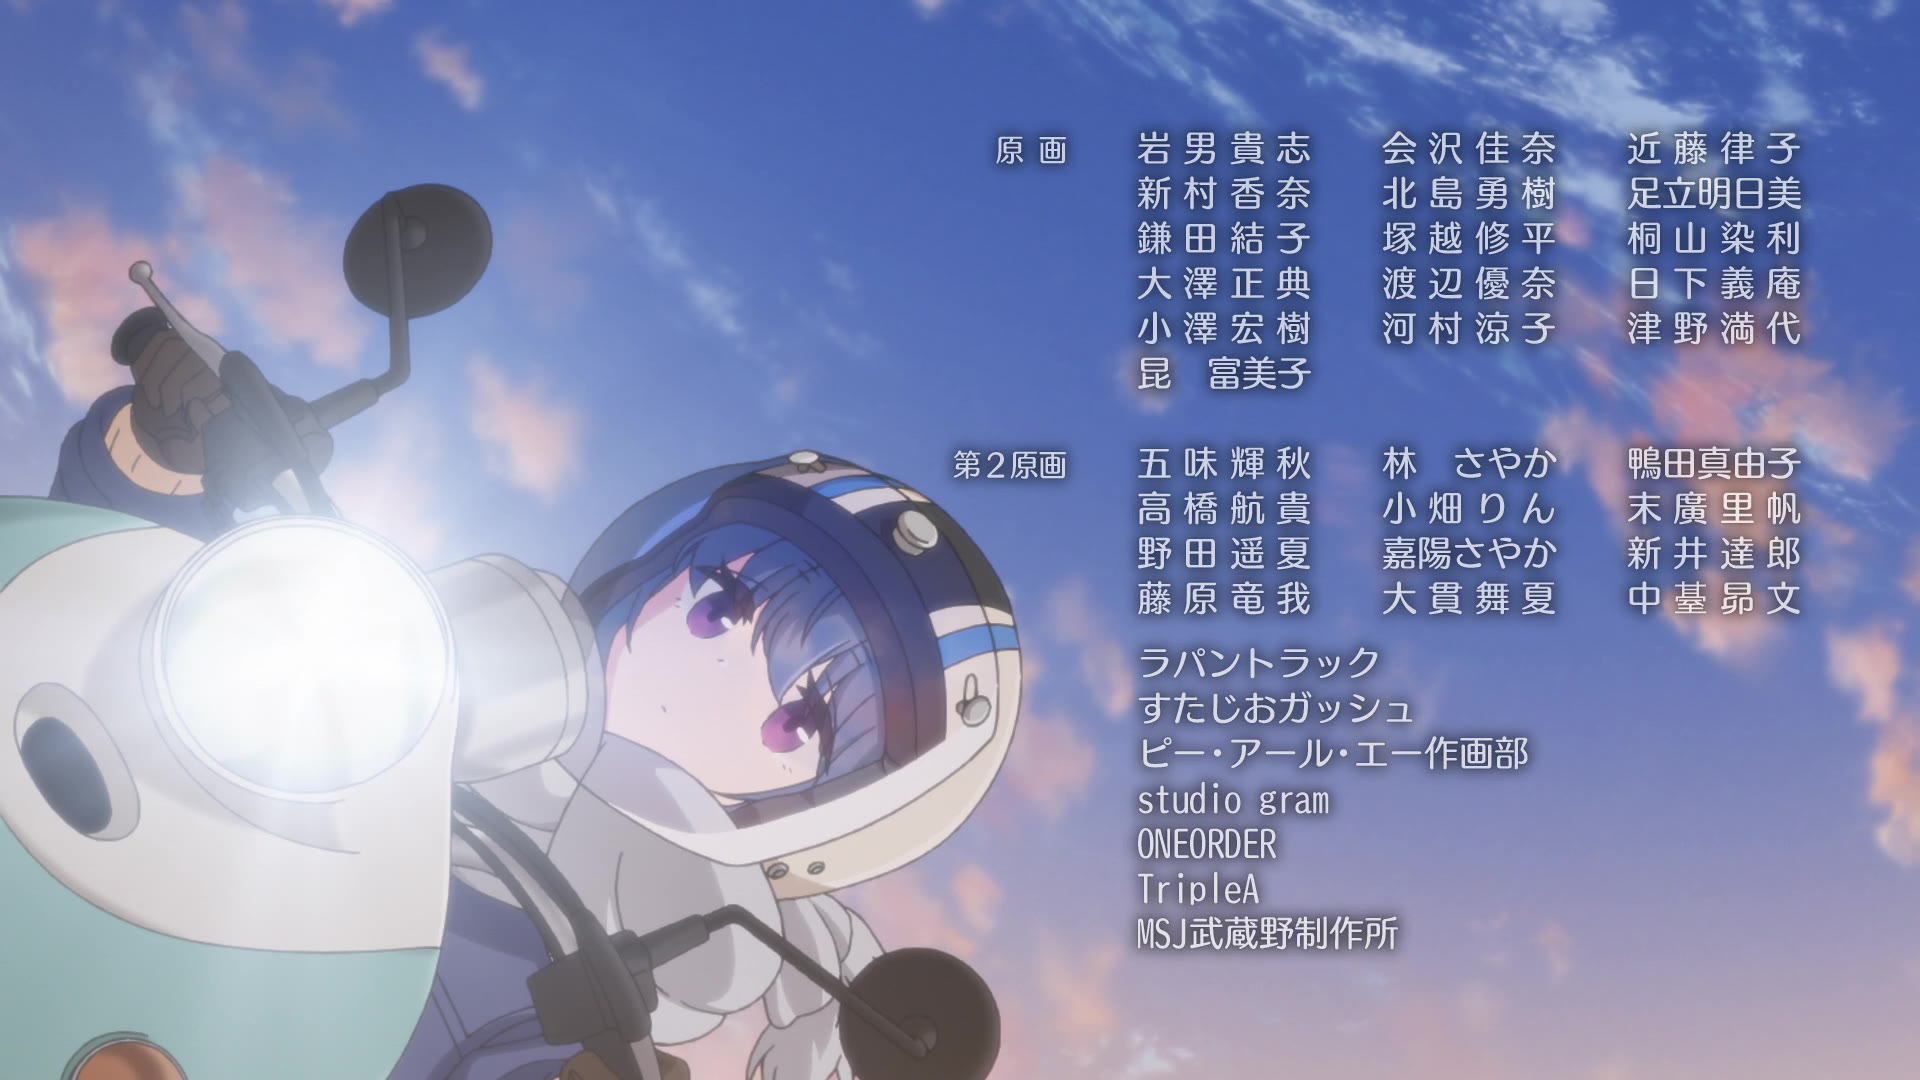 原画 岩男貴志 会沢佳奈 近藤律子
新村香奈 北島勇樹 足立明日美
鎌田結子 塚越修平 桐山染利
大澤正典 渡辺優奈 日下義庵
小澤宏樹 河村涼子 津野満代
昆 富美子
第2原画 五味輝秋 林 さやか 鴨田真由子
高橋航貴 小畑りん 末廣里帆
野田遥夏 嘉陽さやか 新井達郎
藤原竜我 大貫舞夏 中䑓昴文
ラパントラック
すたじおガッシュ
ピー・アール・エー作画部
studio gram
ONEORDER
TripleA
MSJ武蔵野制作所